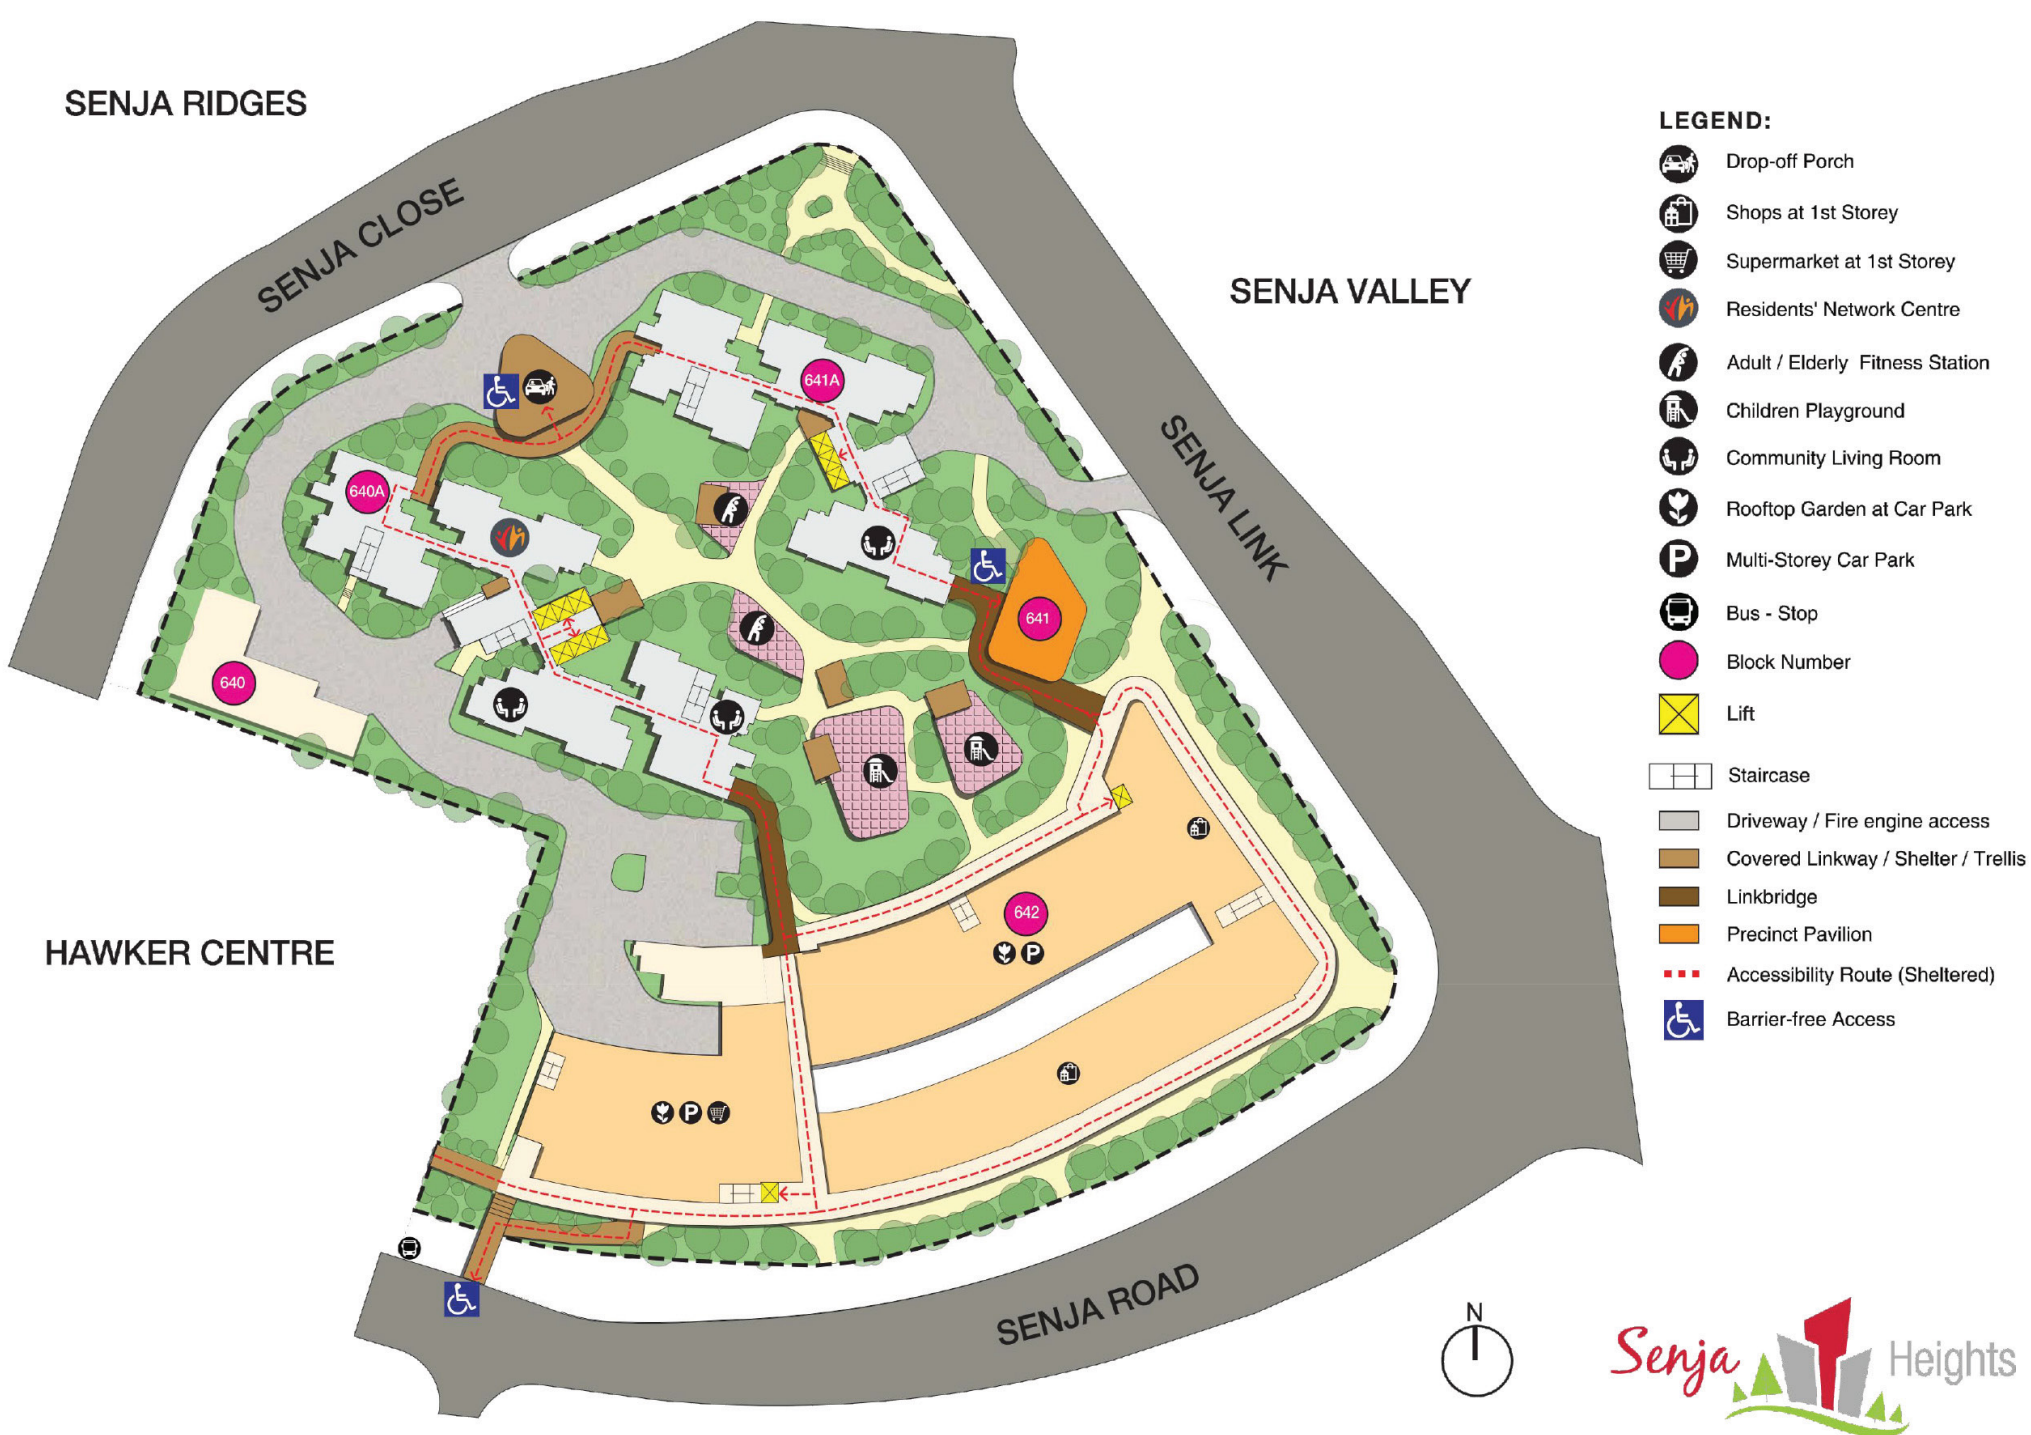 SENJA RIDGES
SENJA CLOSE
SENJA VALLEY
SENJA LINK
641A
640A
641
640
642
P
P
HAWKER CENTRE
SENJA ROAD
LEGEND:
Drop-off Porch
Shops at 1st Storey
Supermarket at 1st Storey
Residents' Network Centre
Adult / Elderly Fitness Station
Children Playground
Community Living Room
Rooftop Garden at Car Park
P Multi-Storey Car Park
Bus - Stop
Block Number
Lift
Staircase
Driveway / Fire engine access
Covered Linkway / Shelter / Trellis
Linkbridge
Precinct Pavilion
Accessibility Route (Sheltered)
Barrier-free Access
N
Senja Heights